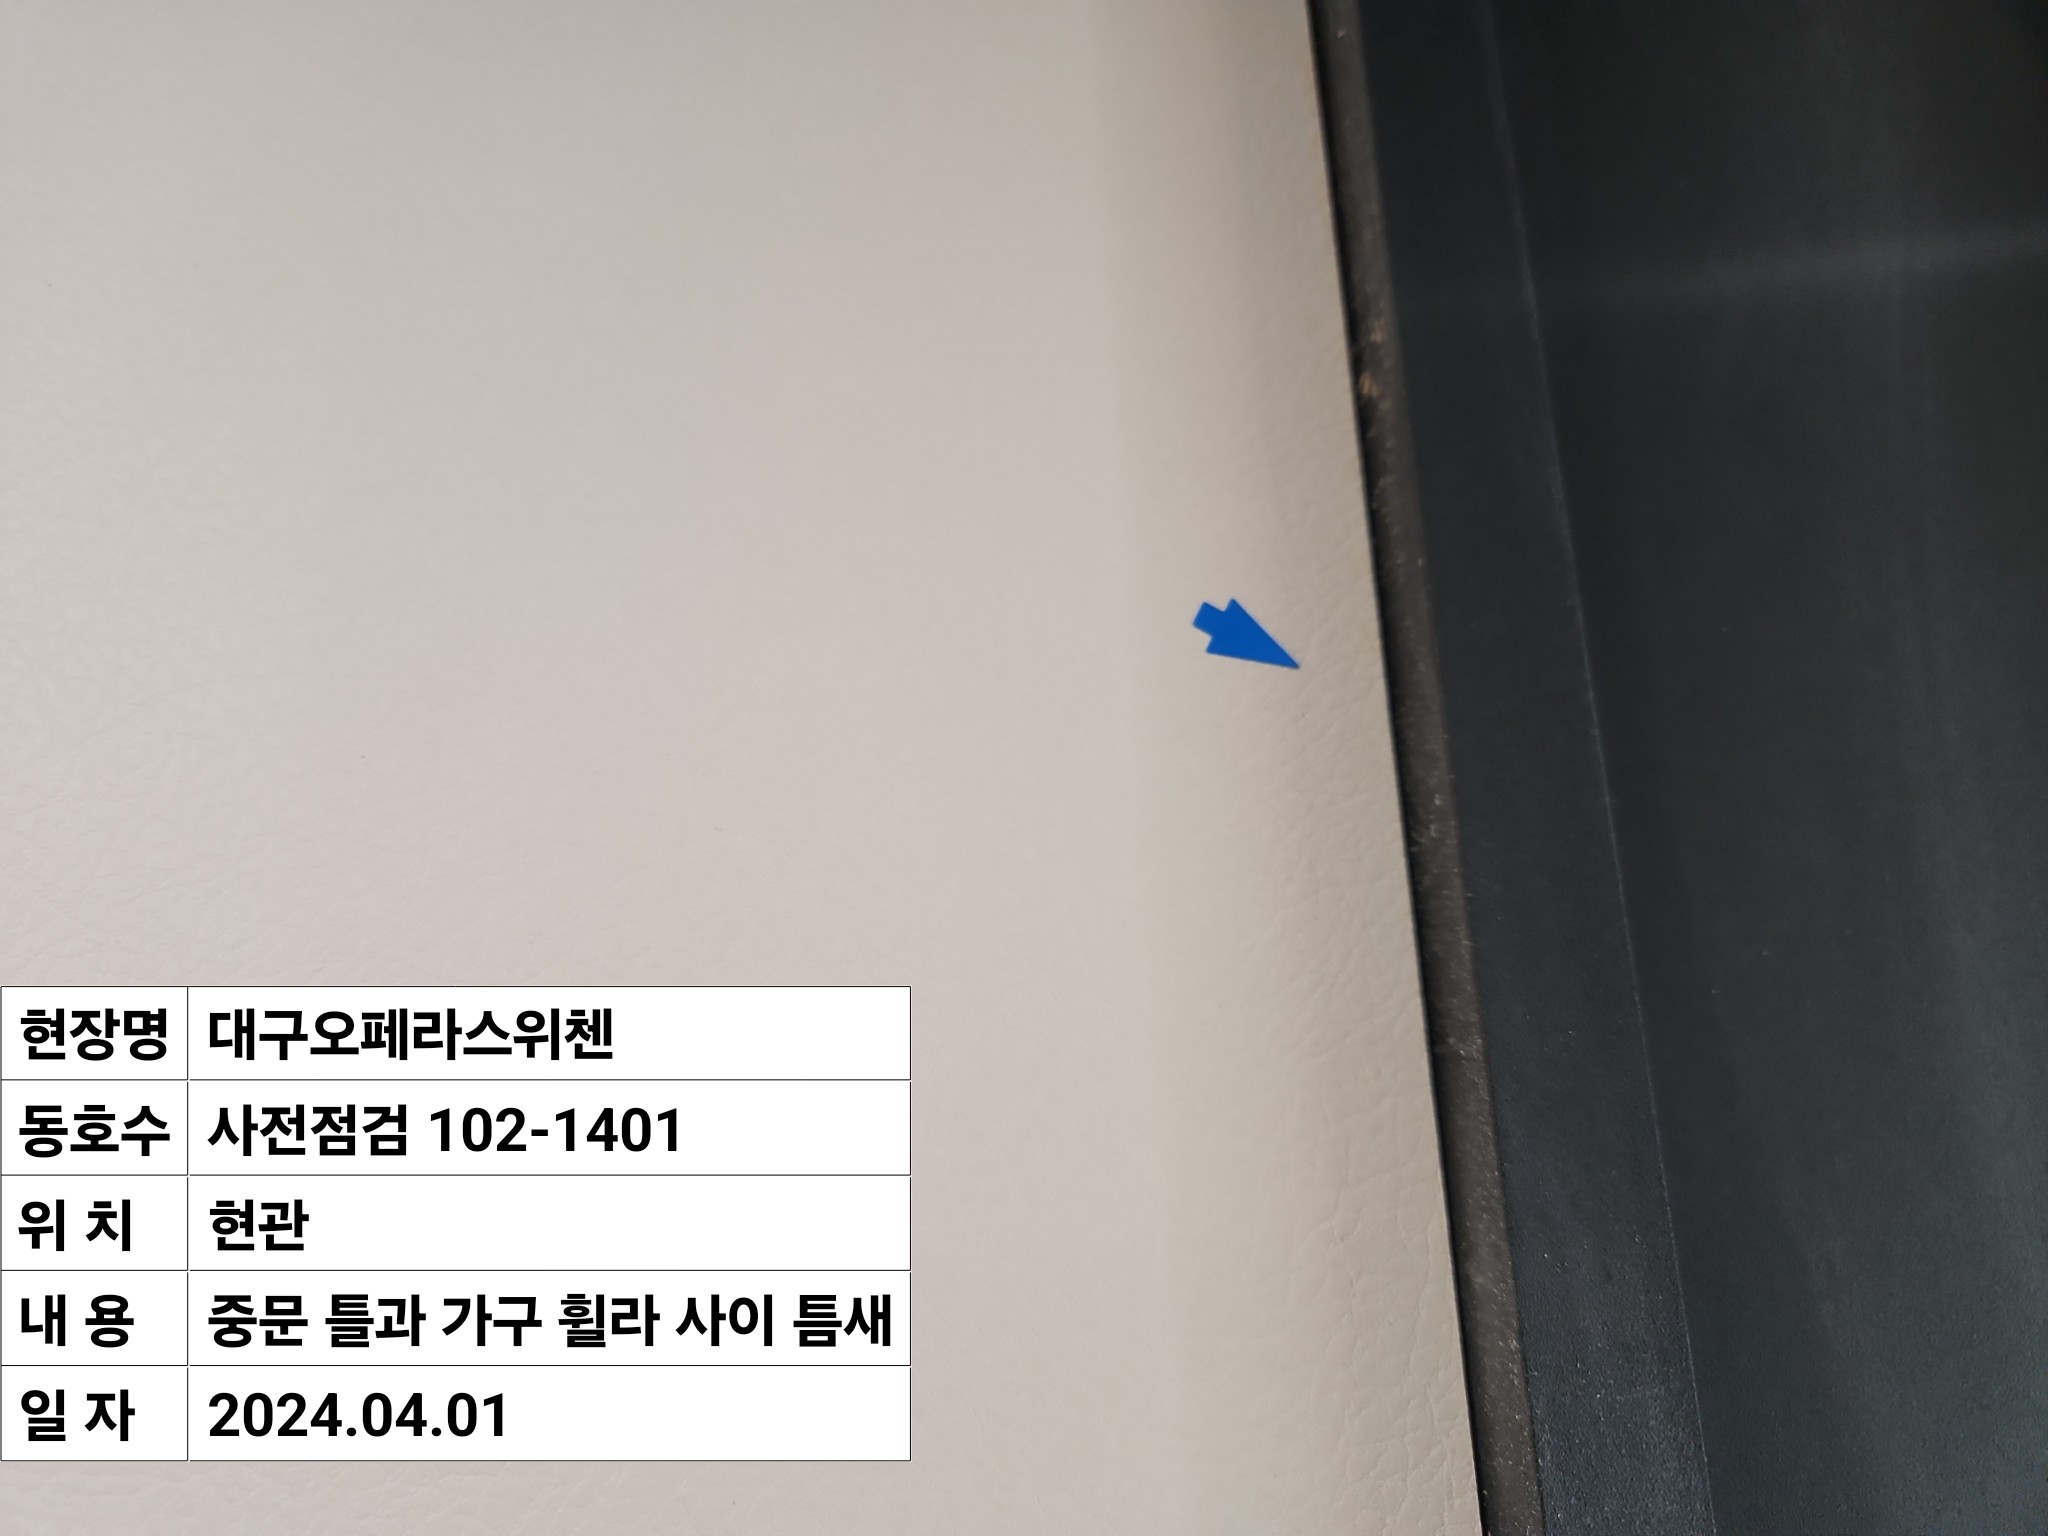 현장명 대구오페라스위첸
동호수 사전점검 102-1401
위 치 현관
내 용 중문 틀과 가구 휠라 사이 틈새
일 자 2024.04.01